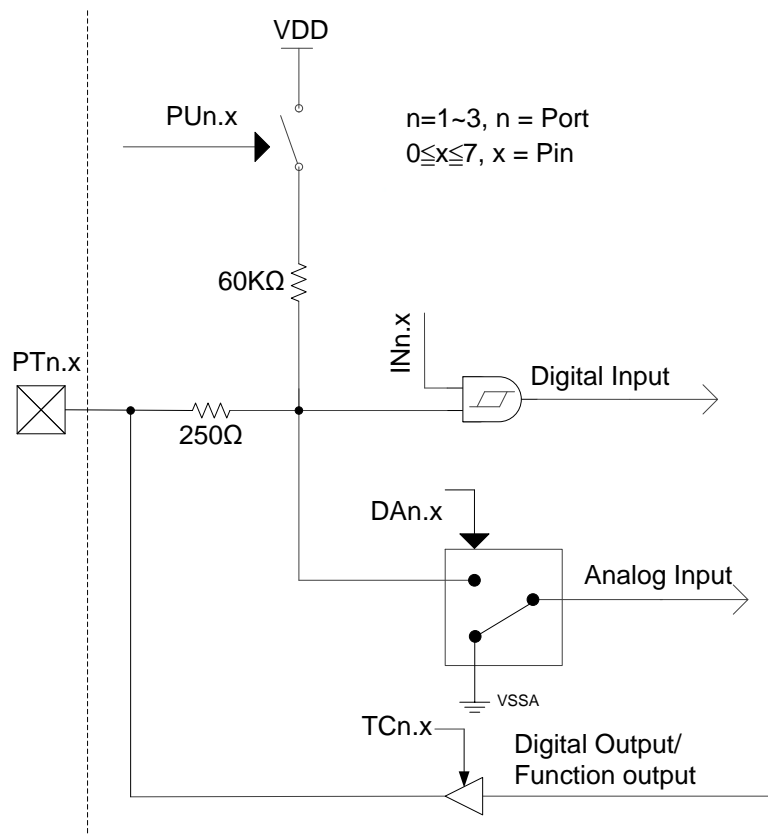 VDD
PUn.x
n=1~3, n = Port
0≦x≦7, x = Pin
60KΩ
INn.x
PTn.x
Digital Input
250Ω
DAn.x
Analog Input
VSSA
TCn.x
Digital Output/
Function output